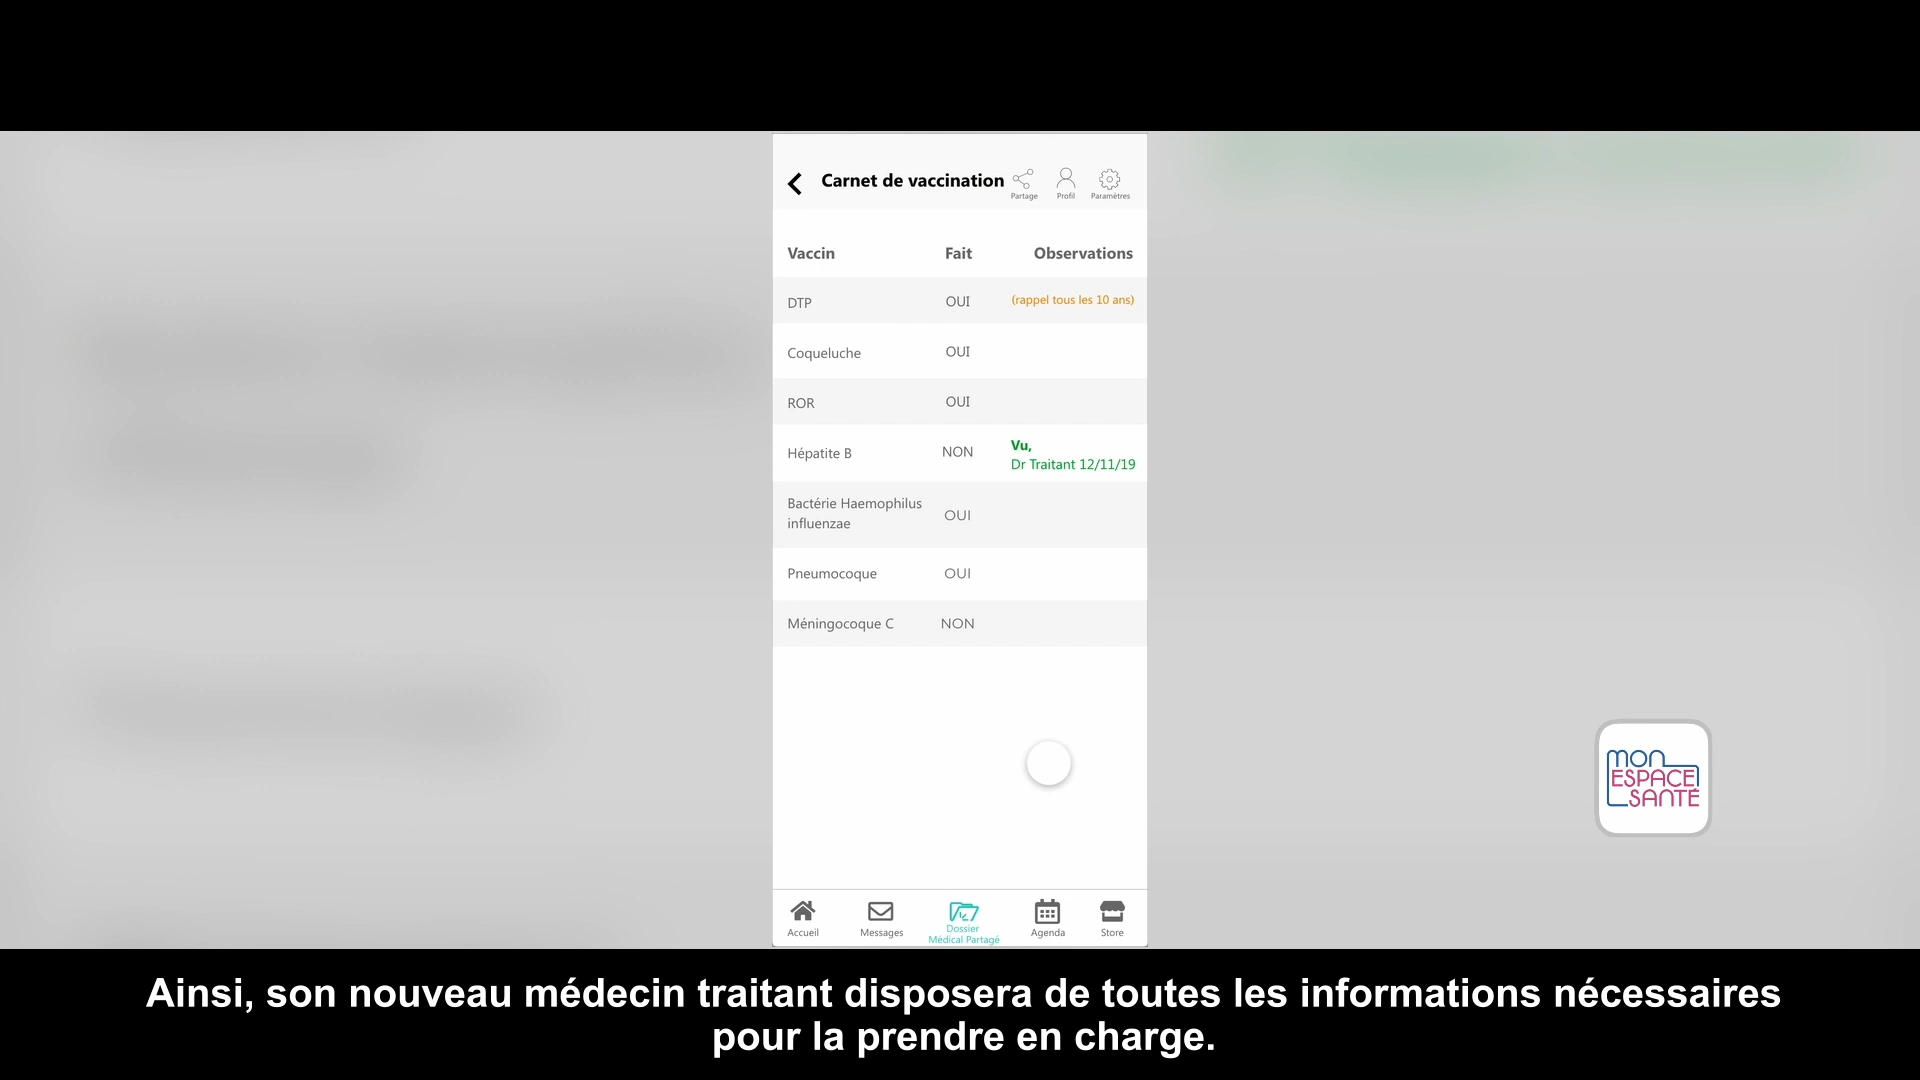 Carnet de vaccination
Partage
Profil
Paramètres
Vaccin Fait Observations
DTP OUI (rappel tous les 10 ans)
Coqueluche OUI
ROR OUI
Hépatite B NON Vu,
Dr Traitant 12/11/19
Bactérie Haemophilus
influenzae OUI
Pneumocoque OUI
Méningocoque C NON
mon
ESPACE
SANTÉ
Accueil
Messages
Dossier
Médical Partagé
Agenda
Store
Ainsi, son nouveau médecin traitant disposera de toutes les informations nécessaires
pour la prendre en charge.